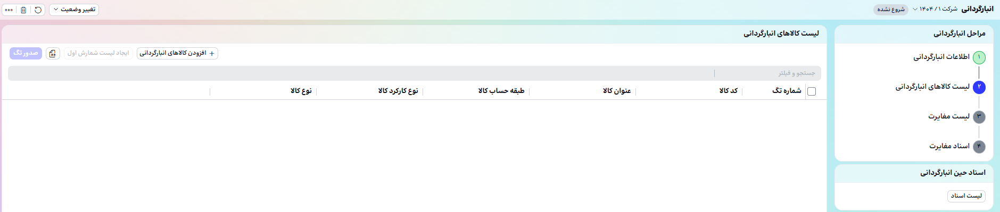 انبارگردانی
شرکت ۱ / ۱۴۰۴
شروع نشده
تغییر وضعیت
مراحل انبارگردانی
۱ اطلاعات انبارگردانی
۲ لیست کالاهای انبارگردانی
۳ لیست مغایرت
۴ اسناد مغایرت
اسناد حین انبارگردانی
لیست اسناد
لیست کالاهای انبارگردانی
+ افزودن کالاهای انبارگردانی
ایجاد لیست شمارش اول
صدور تگ
جستجو و فیلتر
شماره تگ
کد کالا
عنوان کالا
طبقه حساب کالا
نوع کارکرد کالا
نوع کالا